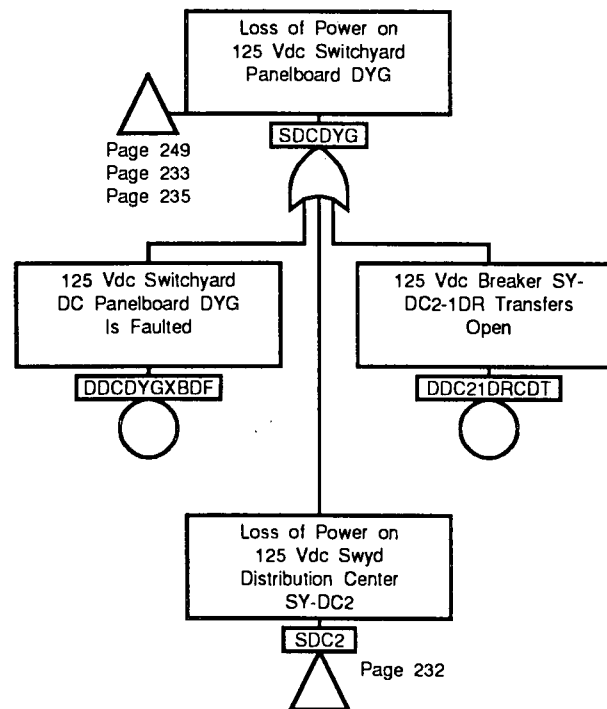 Loss of Power on
125 Vdc Switchyard
Panelboard DYG
SDCDYG
Page 249
Page 233
Page 235
125 Vdc Switchyard
DC Panelboard DYG
Is Faulted
DDCDYGXBDF
125 Vdc Breaker SY-
DC2-1DR Transfers
Open
DDC21DRCDT
Loss of Power on
125 Vdc Swyd
Distribution Center
SY-DC2
SDC2
Page 232